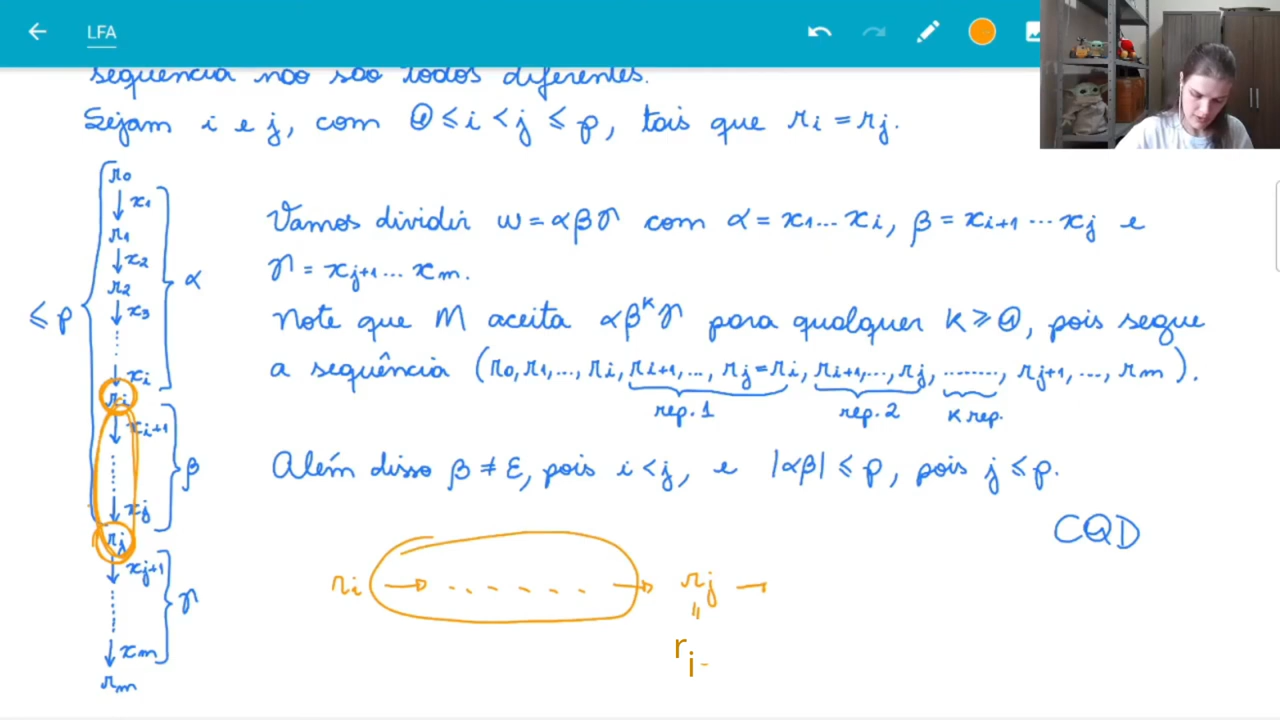 LFA
sequência não são todos diferentes.
Sejam i e j, com 0 ≤ i < j ≤ p, tais que ri = rj.
r0
x1
r1
x2
r2
x3
xi
ri
xi+1
xj
rj
xj+1
xm
rm
≤ p
α
β
γ
Vamos dividir w = αβγ com α = x1... xi, β = xi+1 ... xj e
γ = xj+1 ... xm.
Note que M aceita αβ^kγ para qualquer k ≥ 0, pois segue
a sequência (r0, r1, ..., ri, ri+1, ..., rj = ri, ri+1, ..., rj, ........, rj+1, ..., rm).
rep. 1 rep. 2 k rep.
Além disso β ≠ ε, pois i < j, e |αβ| ≤ p, pois j ≤ p.
CQD
ri → - - - - - - → rj →
=
ri